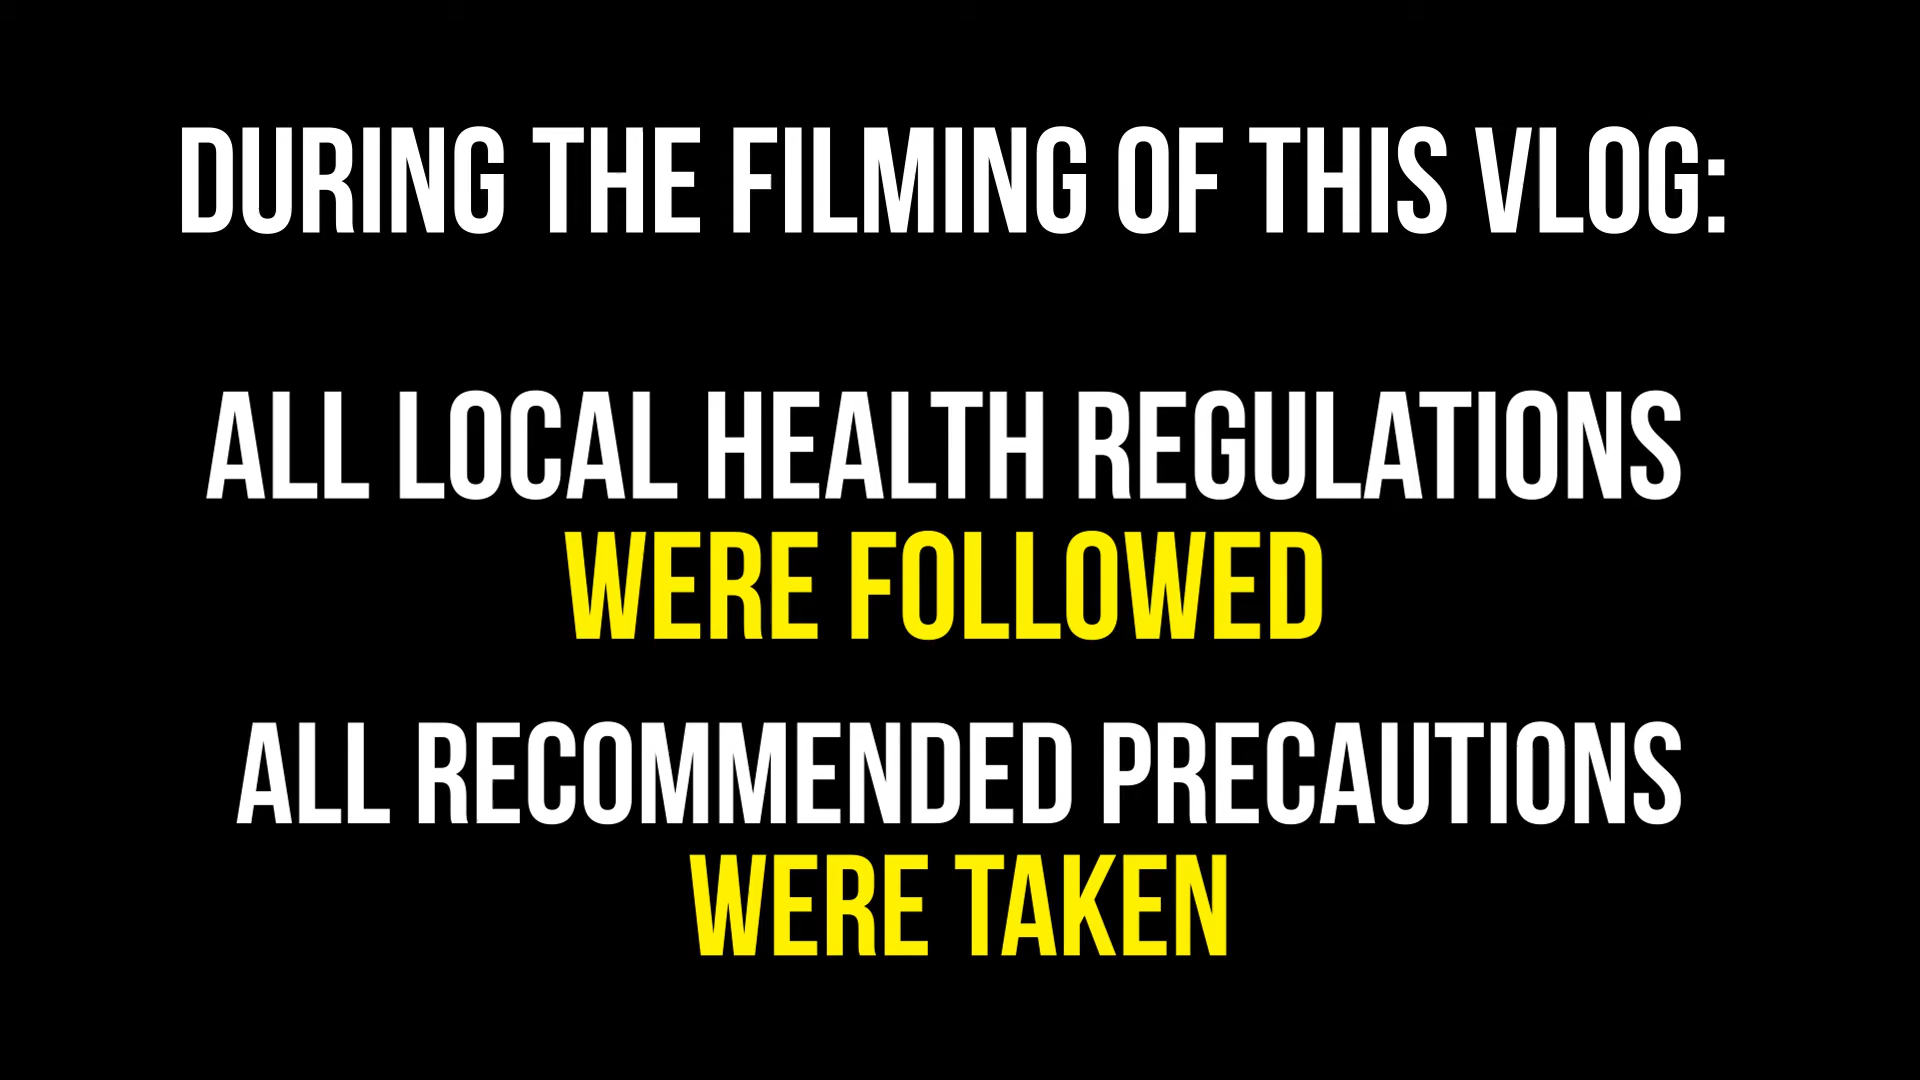 DURING THE FILMING OF THIS VLOG:
ALL LOCAL HEALTH REGULATIONS
WERE FOLLOWED
ALL RECOMMENDED PRECAUTIONS
WERE TAKEN